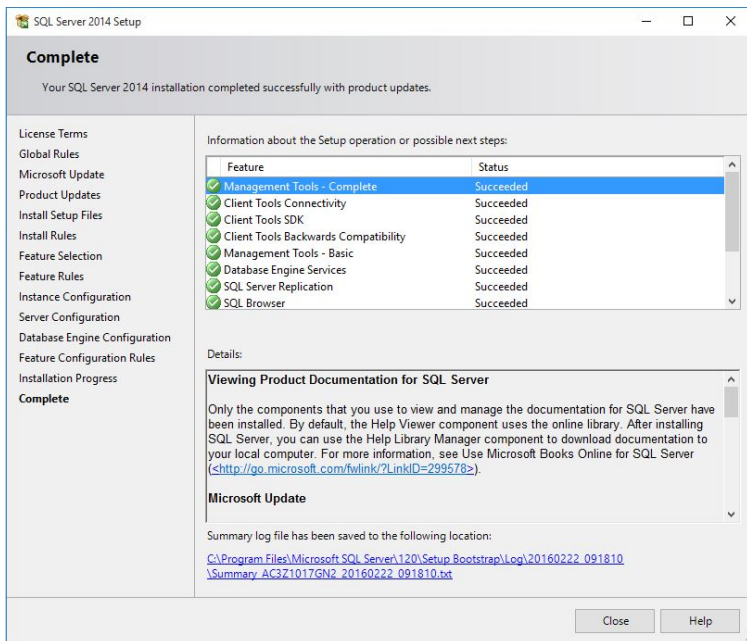 SQL Server 2014 Setup
Complete
Your SQL Server 2014 installation completed successfully with product updates.
License Terms
Global Rules
Microsoft Update
Product Updates
Install Setup Files
Install Rules
Feature Selection
Feature Rules
Instance Configuration
Server Configuration
Database Engine Configuration
Feature Configuration Rules
Installation Progress
Complete
Information about the Setup operation or possible next steps:
Feature Status
Management Tools - Complete Succeeded
Client Tools Connectivity Succeeded
Client Tools SDK Succeeded
Client Tools Backwards Compatibility Succeeded
Management Tools - Basic Succeeded
Database Engine Services Succeeded
SQL Server Replication Succeeded
SQL Browser Succeeded
Details:
Viewing Product Documentation for SQL Server
Only the components that you use to view and manage the documentation for SQL Server have
been installed. By default, the Help Viewer component uses the online library. After installing
SQL Server, you can use the Help Library Manager component to download documentation to
your local computer. For more information, see Use Microsoft Books Online for SQL Server
(<http://go.microsoft.com/fwlink/?LinkID=299578>).
Microsoft Update
Summary log file has been saved to the following location:
C:\Program Files\Microsoft SQL Server\120\Setup Bootstrap\Log\20160222_091810
\Summary_AC3Z1017GN2_20160222_091810.txt
Close
Help